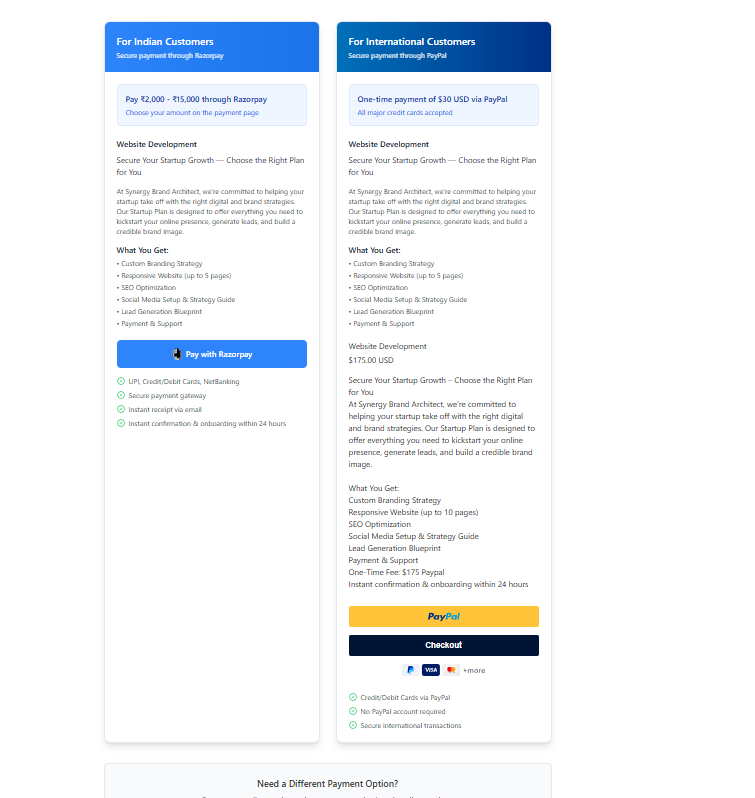 For Indian Customers
Secure payment through Razorpay
Pay ₹2,000 - ₹15,000 through Razorpay
Choose your amount on the payment page
Website Development
Secure Your Startup Growth — Choose the Right Plan
for You
At Synergy Brand Architect, we're committed to helping your
startup take off with the right digital and brand strategies.
Our Startup Plan is designed to offer everything you need to
kickstart your online presence, generate leads, and build a
credible brand image.
What You Get:
• Custom Branding Strategy
• Responsive Website (up to 5 pages)
• SEO Optimization
• Social Media Setup & Strategy Guide
• Lead Generation Blueprint
• Payment & Support
Pay with Razorpay
UPI, Credit/Debit Cards, NetBanking
Secure payment gateway
Instant receipt via email
Instant confirmation & onboarding within 24 hours
For International Customers
Secure payment through PayPal
One-time payment of $30 USD via PayPal
All major credit cards accepted
Website Development
Secure Your Startup Growth — Choose the Right Plan
for You
At Synergy Brand Architect, we're committed to helping your
startup take off with the right digital and brand strategies.
Our Startup Plan is designed to offer everything you need to
kickstart your online presence, generate leads, and build a
credible brand image.
What You Get:
• Custom Branding Strategy
• Responsive Website (up to 5 pages)
• SEO Optimization
• Social Media Setup & Strategy Guide
• Lead Generation Blueprint
• Payment & Support
Website Development
$175.00 USD
Secure Your Startup Growth – Choose the Right Plan
for You
At Synergy Brand Architect, we're committed to
helping your startup take off with the right digital
and brand strategies. Our Startup Plan is designed to
offer everything you need to kickstart your online
presence, generate leads, and build a credible brand
image.
What You Get:
Custom Branding Strategy
Responsive Website (up to 10 pages)
SEO Optimization
Social Media Setup & Strategy Guide
Lead Generation Blueprint
Payment & Support
One-Time Fee: $175 Paypal
Instant confirmation & onboarding within 24 hours
PayPal
Checkout
VISA +more
Credit/Debit Cards via PayPal
No PayPal account required
Secure international transactions
Need a Different Payment Option?